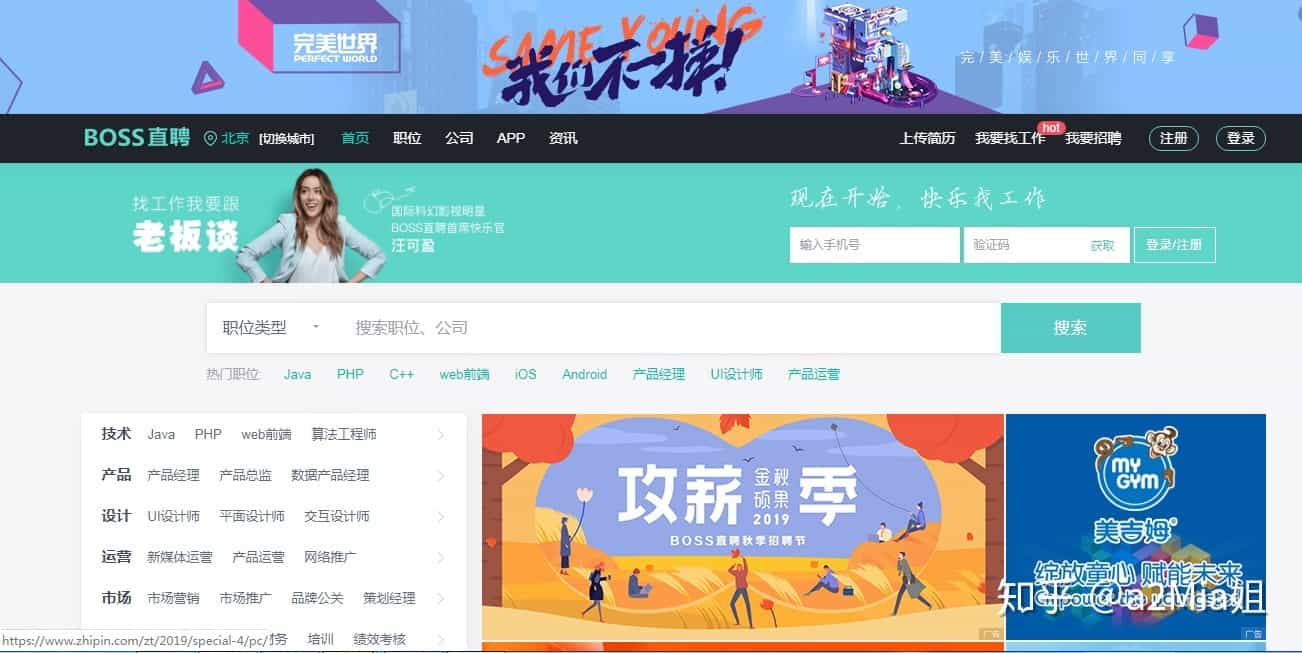 完美世界
PERFECT WORLD
SAME YOUNG
我们不一样!
完/美/娱/乐/世/界/同/享
BOSS直聘 北京 [切换城市] 首页 职位 公司 APP 资讯 上传简历 我要找工作 hot 我要招聘 注册 登录
找工作我要跟
老板谈
国际科幻影视明星
BOSS直聘首席快乐官
汪可盈
现在开始，快乐找工作
输入手机号 验证码 获取 登录/注册
职位类型 搜索职位、公司 搜索
热门职位: Java PHP C++ web前端 iOS Android 产品经理 UI设计师 产品运营
技术 Java PHP web前端 算法工程师
产品 产品经理 产品总监 数据产品经理
设计 UI设计师 平面设计师 交互设计师
运营 新媒体运营 产品运营 网络推广
市场 市场营销 市场推广 品牌公关 策划经理
培训 绩效考核
https://www.zhipin.com/zt/2019/special-4/pc/
攻薪季
金秋
硕果
2019
BOSS直聘秋季招聘节
广告
MY
GYM
美吉姆®
绽放童心 赋能未来
知乎 @a2Mia姐
广告